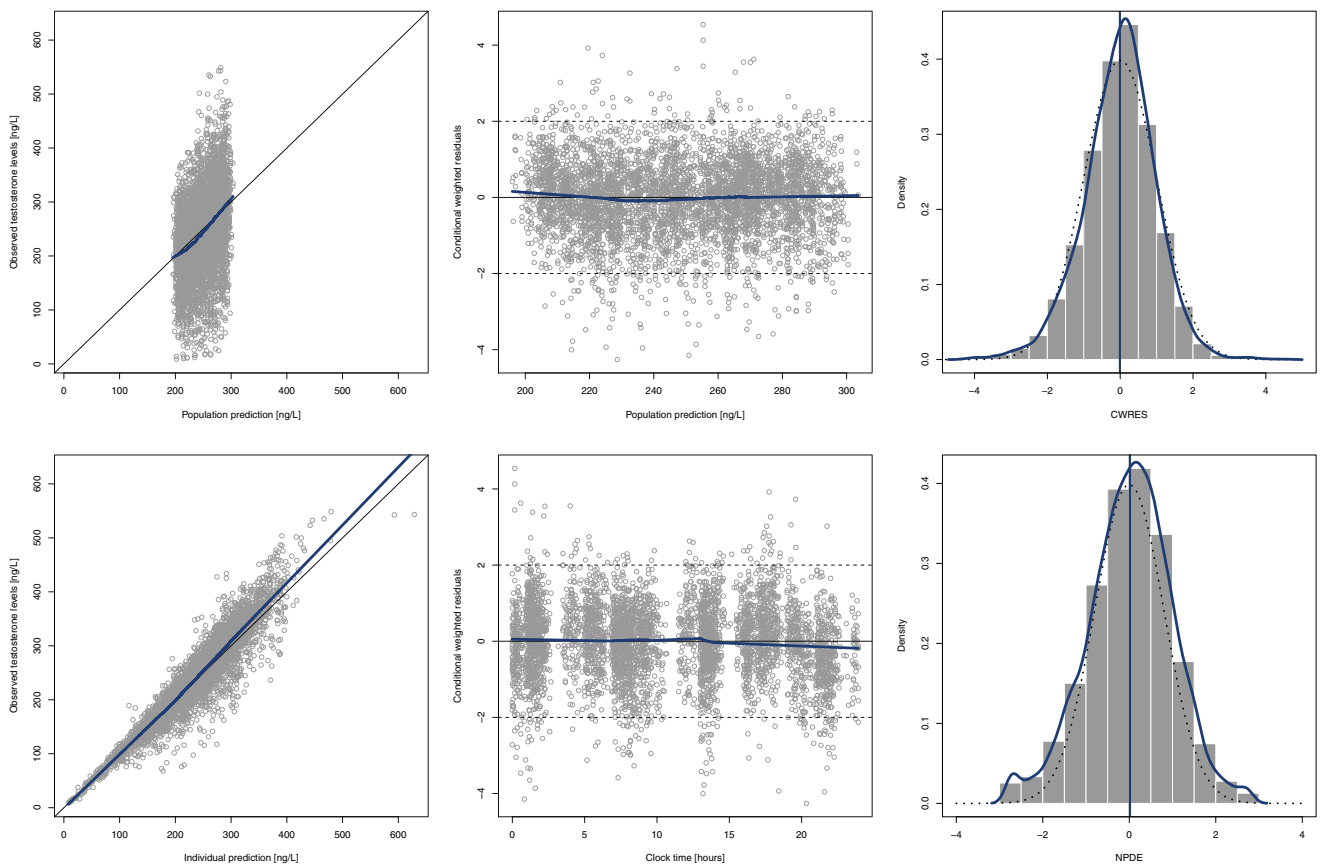 Observed testosterone levels [ng/L]
0 100 200 300 400 500 600
0 100 200 300 400 500 600
Population prediction [ng/L]
Conditional weighted residuals
−4 −2 0 2 4
200 220 240 260 280 300
Population prediction [ng/L]
Density
0.0 0.1 0.2 0.3 0.4
−4 −2 0 2 4
CWRES
Observed testosterone levels [ng/L]
0 100 200 300 400 500 600
0 100 200 300 400 500 600
Individual prediction [ng/L]
Conditional weighted residuals
−4 −2 0 2 4
0 5 10 15 20
Clock time [hours]
Density
0.0 0.1 0.2 0.3 0.4
−4 −2 0 2 4
NPDE